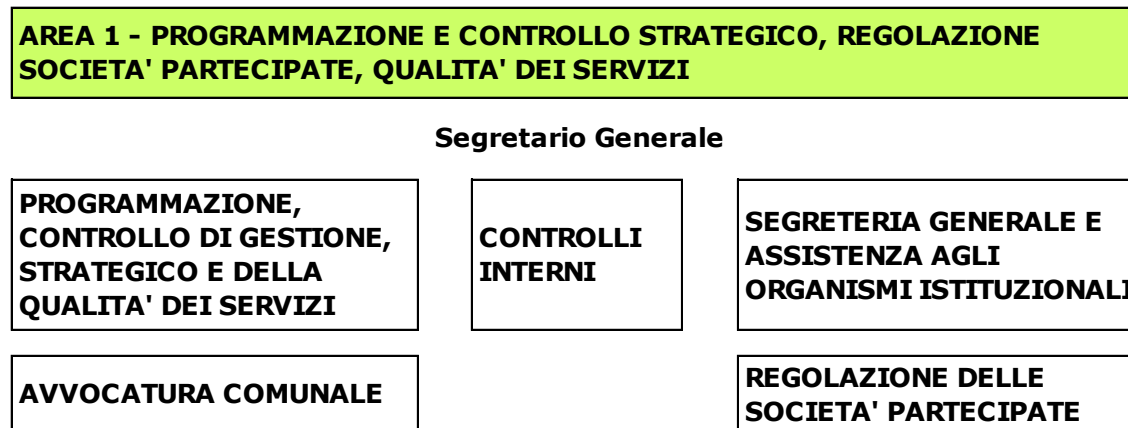 AREA 1 - PROGRAMMAZIONE E CONTROLLO STRATEGICO, REGOLAZIONE
SOCIETA' PARTECIPATE, QUALITA' DEI SERVIZI
Segretario Generale
PROGRAMMAZIONE,
CONTROLLO DI GESTIONE,
STRATEGICO E DELLA
QUALITA' DEI SERVIZI
CONTROLLI
INTERNI
SEGRETERIA GENERALE E
ASSISTENZA AGLI
ORGANISMI ISTITUZIONALI
AVVOCATURA COMUNALE
REGOLAZIONE DELLE
SOCIETA' PARTECIPATE